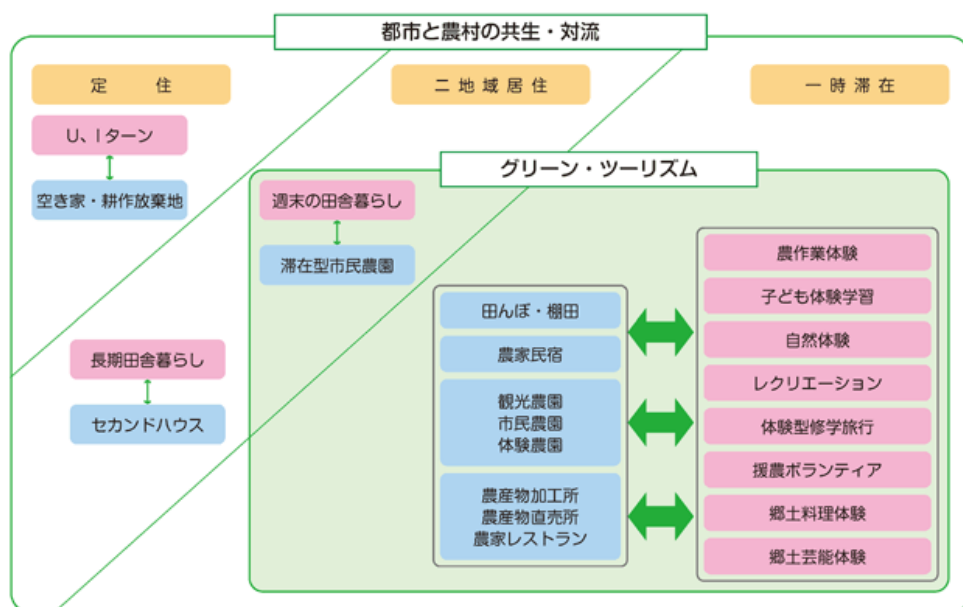 都市と農村の共生・対流
定住
二地域居住
一時滞在
U、Iターン
空き家・耕作放棄地
グリーン・ツーリズム
週末の田舎暮らし
滞在型市民農園
長期田舎暮らし
セカンドハウス
田んぼ・棚田
農家民宿
観光農園
市民農園
体験農園
農産物加工所
農産物直売所
農家レストラン
農作業体験
子ども体験学習
自然体験
レクリエーション
体験型修学旅行
援農ボランティア
郷土料理体験
郷土芸能体験